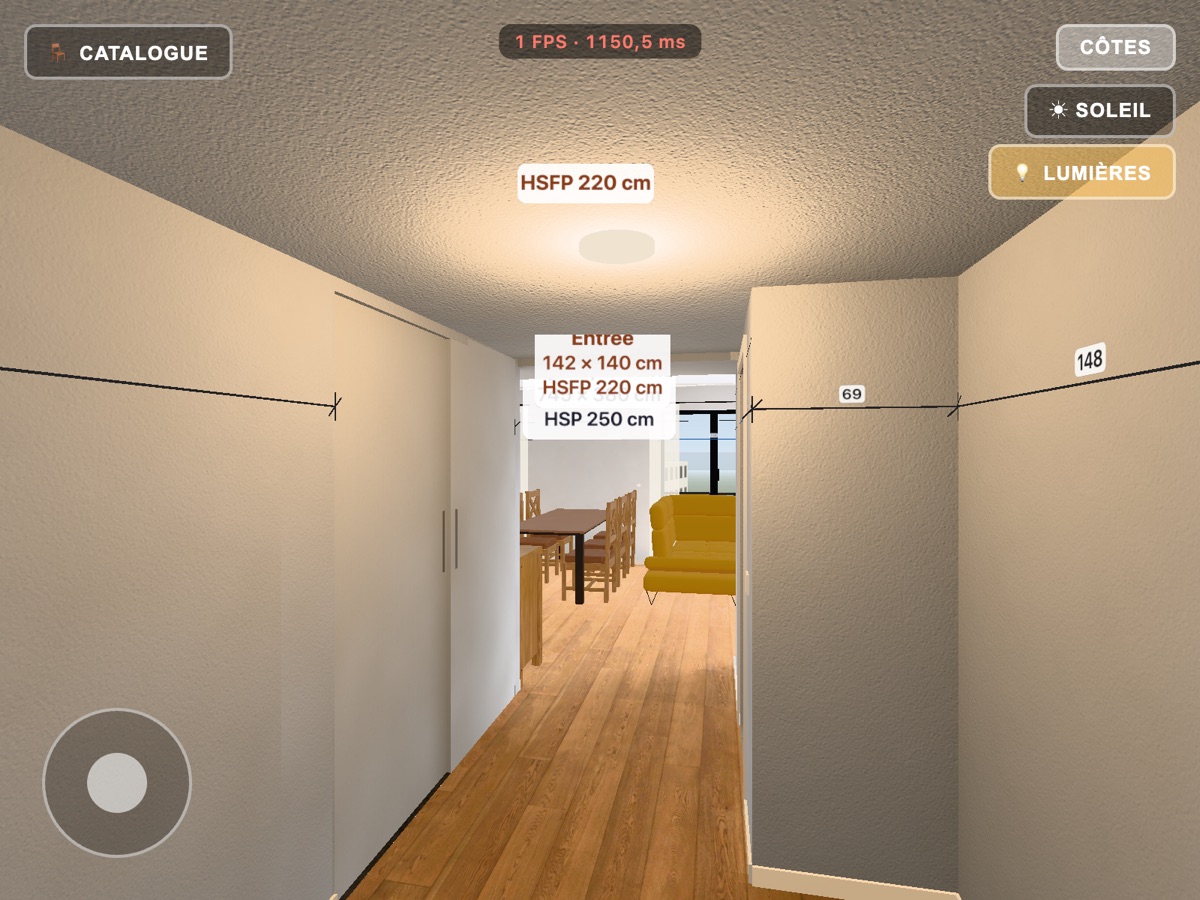 CATALOGUE
1 FPS · 1150,5 ms
CÔTES
SOLEIL
LUMIÈRES
HSFP 220 cm
Entrée
142 × 140 cm
HSFP 220 cm
HSP 250 cm
69
148